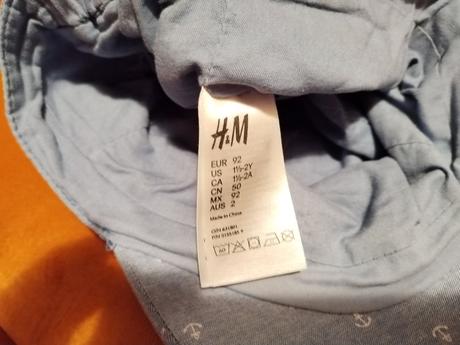 H&M
EUR 92
US 1½-2Y
CA 1½-2A
CN 50
MX 92
AUS 2
Made in China